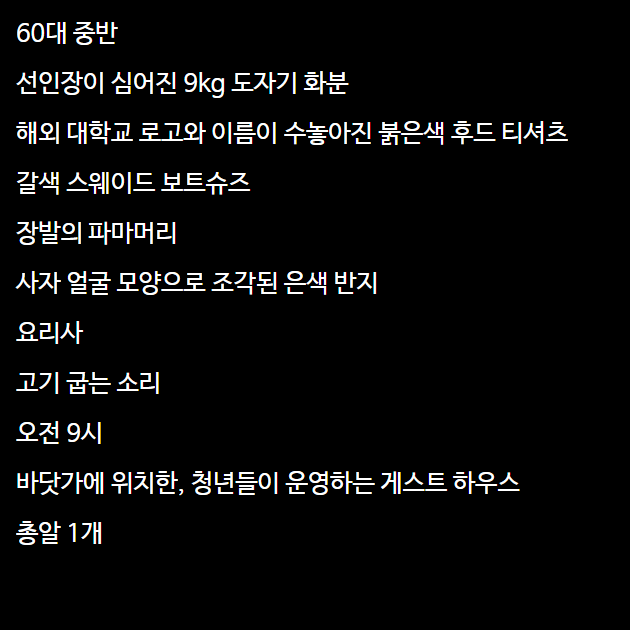 60대 중반
선인장이 심어진 9kg 도자기 화분
해외 대학교 로고와 이름이 수놓아진 붉은색 후드 티셔츠
갈색 스웨이드 보트슈즈
장발의 파마머리
사자 얼굴 모양으로 조각된 은색 반지
요리사
고기 굽는 소리
오전 9시
바닷가에 위치한, 청년들이 운영하는 게스트 하우스
총알 1개